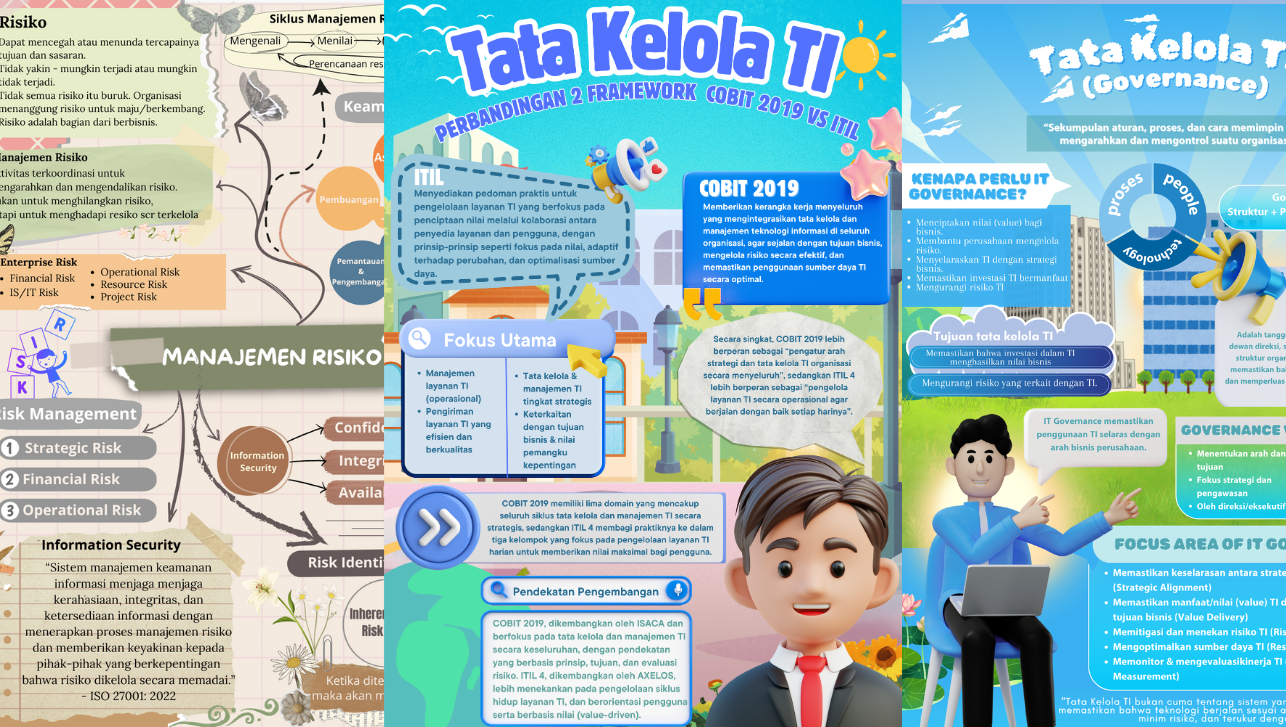 Risiko
Dapat mencegah atau menunda tercapainya
tujuan dan sasaran.
Tidak yakin - mungkin terjadi atau mungkin
tidak terjadi.
Tidak semua risiko itu buruk. Organisasi
menanggung risiko untuk maju/berkembang.
Risiko adalah bagian dari berbisnis.
Manajemen Risiko
engarahkan dan mengendalikan risiko.
ukan untuk menghilangkan risiko,
tapi untuk menghadapi resiko scr terkelola
Enterprise Risk
• Financial Risk
• IS/IT Risk
• Operational Risk
• Resource Risk
• Project Risk
Siklus Manajemen R
Mengenali
Menilai
Perencanaan res
Keam
As
Pembuangan
Pemantauan
&
Pengembanga
R
I
S
K
MANAJEMEN RISIKO
Risk Management
1 Strategic Risk
2 Financial Risk
3 Operational Risk
Information
Security
Confide
Integr
Availa
Risk Identi
Inheren
Risk
Ketika dite
maka akan m
Information Security
“Sistem manajemen keamanan
informasi menjaga menjaga
kerahasiaan, integritas, dan
ketersediaan informasi dengan
menerapkan proses manajemen risiko
dan memberikan keyakinan kepada
pihak-pihak yang berkepentingan
bahwa risiko dikelola secara memadai.”
- ISO 27001: 2022
Tata Kelola TI
PERBANDINGAN 2 FRAMEWORK COBIT 2019 VS ITIL
ITIL
Menyediakan pedoman praktis untuk
pengelolaan layanan TI yang berfokus pada
penciptaan nilai melalui kolaborasi antara
penyedia layanan dan pengguna, dengan
prinsip-prinsip seperti fokus pada nilai, adaptif
terhadap perubahan, dan optimalisasi sumber
daya.
COBIT 2019
Memberikan kerangka kerja menyeluruh
yang mengintegrasikan tata kelola dan
manajemen teknologi informasi di seluruh
organisasi, agar sejalan dengan tujuan bisnis,
mengelola risiko secara efektif, dan
memastikan penggunaan sumber daya TI
secara optimal.
Fokus Utama
• Manajemen
layanan TI
(operasional)
• Pengiriman
layanan TI yang
efisien dan
berkualitas
• Tata kelola &
manajemen TI
tingkat strategis
• Keterkaitan
dengan tujuan
bisnis & nilai
pemangku
kepentingan
Secara singkat, COBIT 2019 lebih
berperan sebagai “pengatur arah
strategi dan tata kelola TI organisasi
secara menyeluruh”, sedangkan ITIL 4
lebih berperan sebagai “pengelola
layanan TI secara operasional agar
berjalan dengan baik setiap harinya”.
COBIT 2019 memiliki lima domain yang mencakup
seluruh siklus tata kelola dan manajemen TI secara
strategis, sedangkan ITIL 4 membagi praktiknya ke dalam
tiga kelompok yang fokus pada pengelolaan layanan TI
harian untuk memberikan nilai maksimal bagi pengguna.
Pendekatan Pengembangan
COBIT 2019, dikembangkan oleh ISACA dan
berfokus pada tata kelola dan manajemen TI
secara keseluruhan, dengan pendekatan
yang berbasis prinsip, tujuan, dan evaluasi
risiko. ITIL 4, dikembangkan oleh AXELOS,
lebih menekankan pada pengelolaan siklus
hidup layanan TI, dan berorientasi pengguna
serta berbasis nilai (value-driven).
Tata Kelola T
(Governance)
“Sekumpulan aturan, proses, dan cara memimpin
mengarahkan dan mengontrol suatu organisas
KENAPA PERLU IT
GOVERNANCE?
• Menciptakan nilai (value) bagi
bisnis.
• Membantu perusahaan mengelola
risiko.
• Menyelaraskan TI dengan strategi
bisnis.
• Memastikan investasi TI bermanfaat
• Mengurangi risiko TI
proses
people
technology
Go
Struktur + P
Tujuan tata kelola TI
Memastikan bahwa investasi dalam TI
menghasilkan nilai bisnis
Mengurangi risiko yang terkait dengan TI.
Adalah tangg
dewan direksi, s
struktur organ
memastikan bah
dan memperluas
IT Governance memastikan
penggunaan TI selaras dengan
arah bisnis perusahaan.
GOVERNANCE V
• Menentukan arah dan
tujuan
• Fokus strategi dan
pengawasan
• Oleh direksi/eksekutif
FOCUS AREA OF IT GO
• Memastikan keselarasan antara strate
(Strategic Alignment)
• Memastikan manfaat/nilai (value) TI d
tujuan bisnis (Value Delivery)
• Memitigasi dan menekan risiko TI (Ris
• Mengoptimalkan sumber daya TI (Res
• Memonitor & mengevaluasikinerja TI
Measurement)
“Tata Kelola TI bukan cuma tentang sistem ya
memastikan bahwa teknologi berjalan sesuai d
minim risiko, dan terukur deng